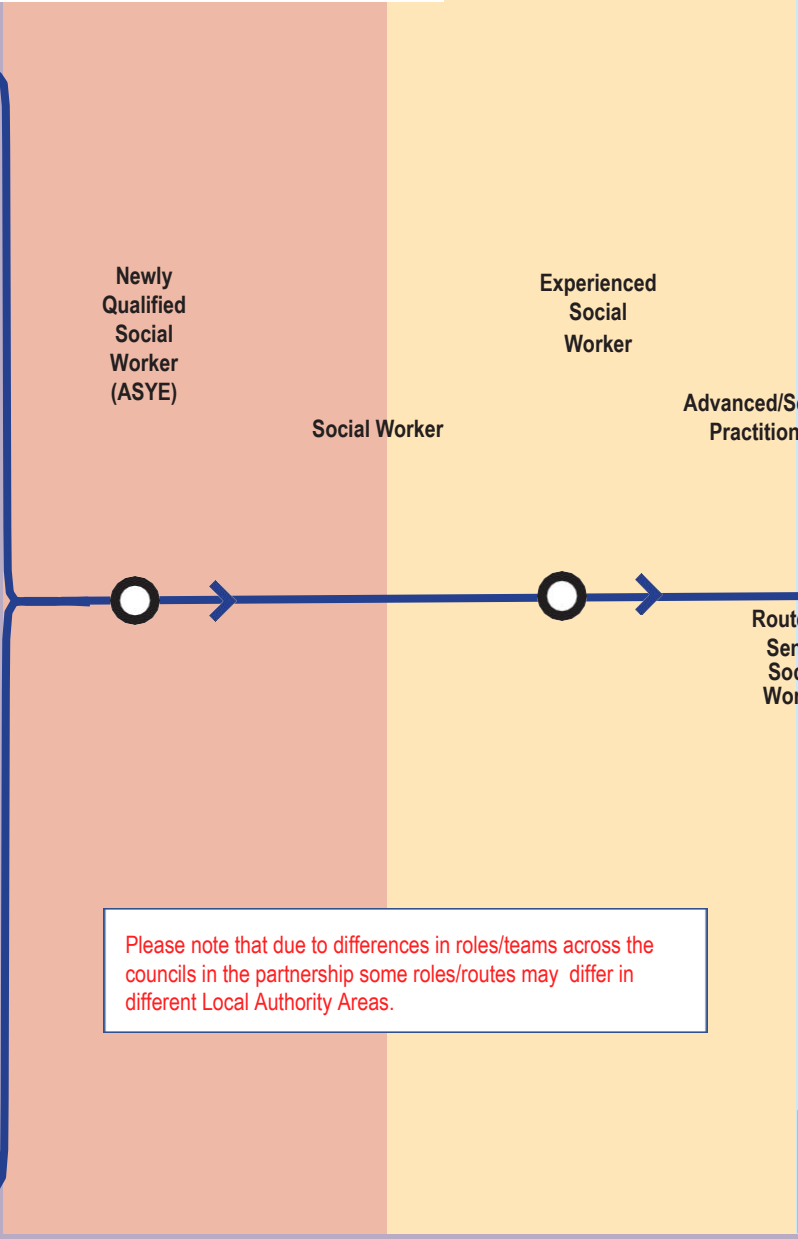 Newly
Qualified
Social
Worker
(ASYE)
Social Worker
Experienced
Social
Worker
Please note that due to differences in roles/teams across the
councils in the partnership some roles/routes may differ in
different Local Authority Areas.